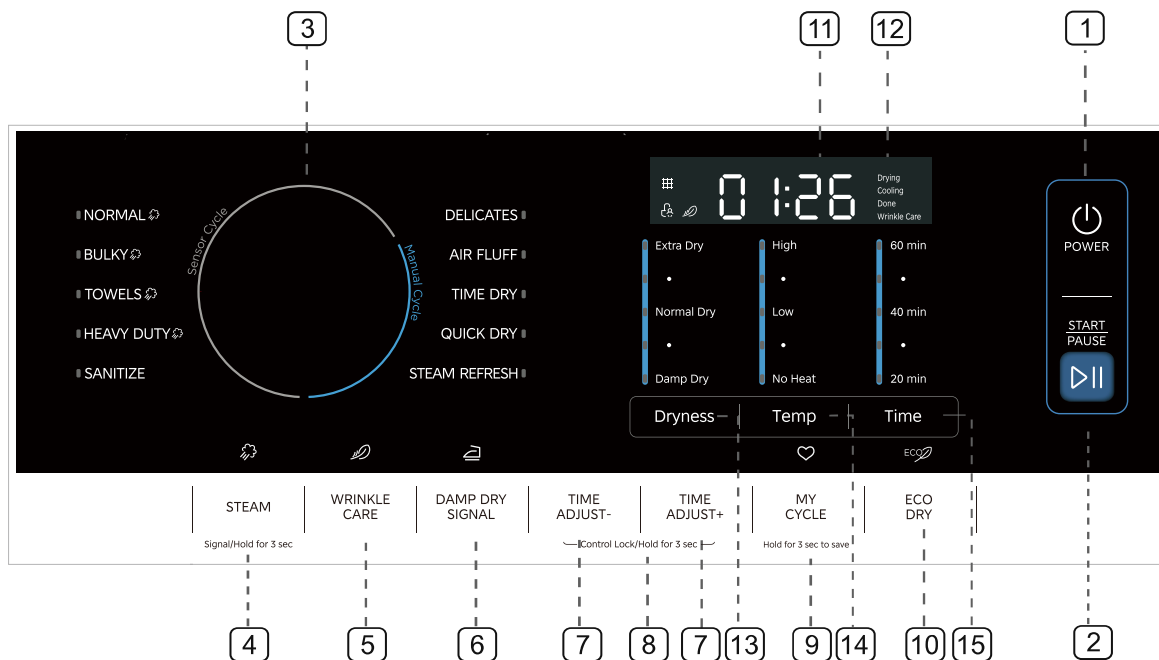 3
11
12
1
NORMAL
BULKY
TOWELS
HEAVY DUTY
SANITIZE
Sensor Cycle
Manual Cycle
DELICATES
AIR FLUFF
TIME DRY
QUICK DRY
STEAM REFRESH
01:26
Drying
Cooling
Done
Wrinkle Care
Extra Dry
Normal Dry
Damp Dry
High
Low
No Heat
60 min
40 min
20 min
Dryness
Temp
Time
POWER
START
PAUSE
ECO
STEAM
Signal/Hold for 3 sec
WRINKLE
CARE
DAMP DRY
SIGNAL
TIME
ADJUST-
TIME
ADJUST+
Control Lock/Hold for 3 sec
MY
CYCLE
Hold for 3 sec to save
ECO
DRY
4
5
6
7
8
7
13
9
14
10
15
2